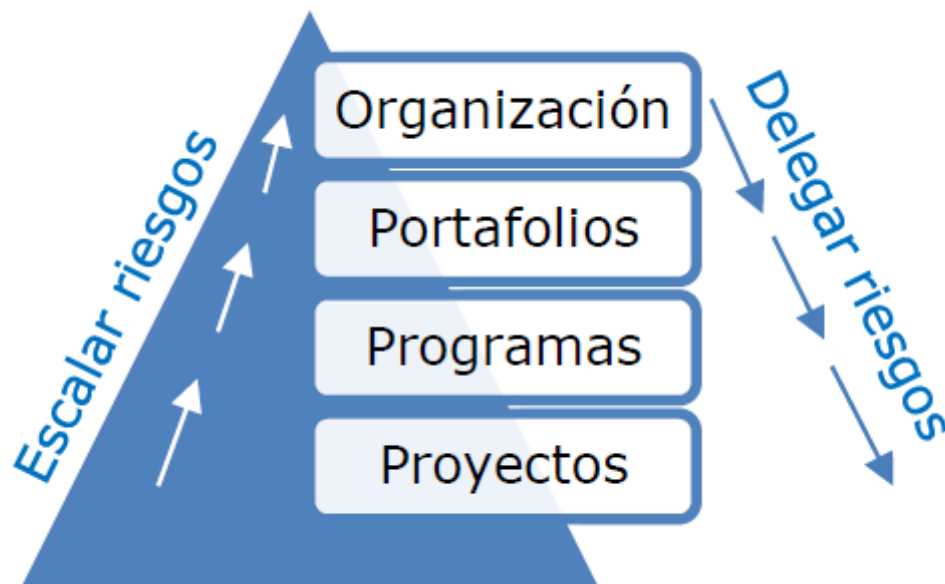 Escalar riesgos
Organización
Portafolios
Programas
Proyectos
Delegar riesgos